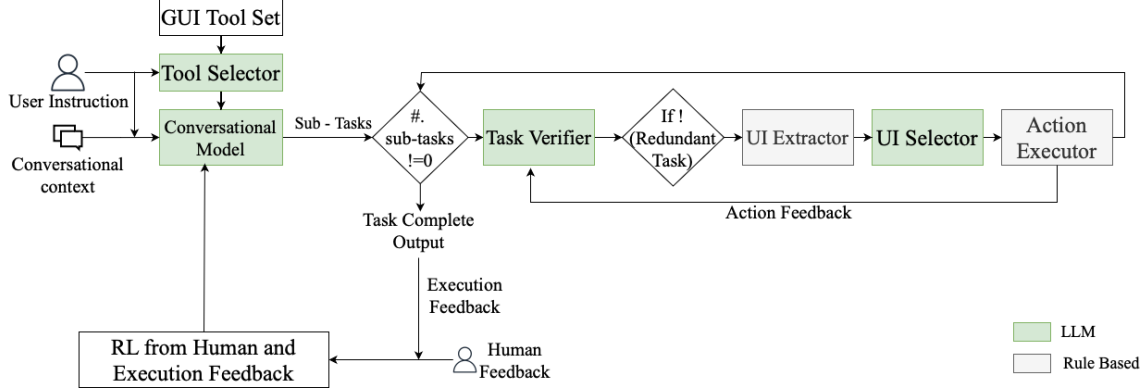 GUI Tool Set
Tool Selector
User Instruction
Conversational
Model
Conversational
context
Sub - Tasks
#.
sub-tasks
!=0
Task Verifier
If !
(Redundant
Task)
UI Extractor
UI Selector
Action
Executor
Action Feedback
Task Complete
Output
Execution
Feedback
RL from Human and
Execution Feedback
Human
Feedback
LLM
Rule Based